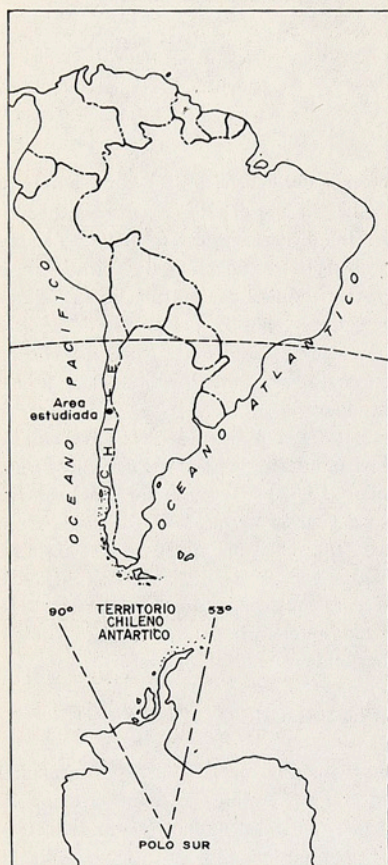 OCEANO PACIFICO
OCEANO ATLANTICO
Area
estudiada
CHILE
90°
TERRITORIO
CHILENO
ANTARTICO
53°
POLO SUR